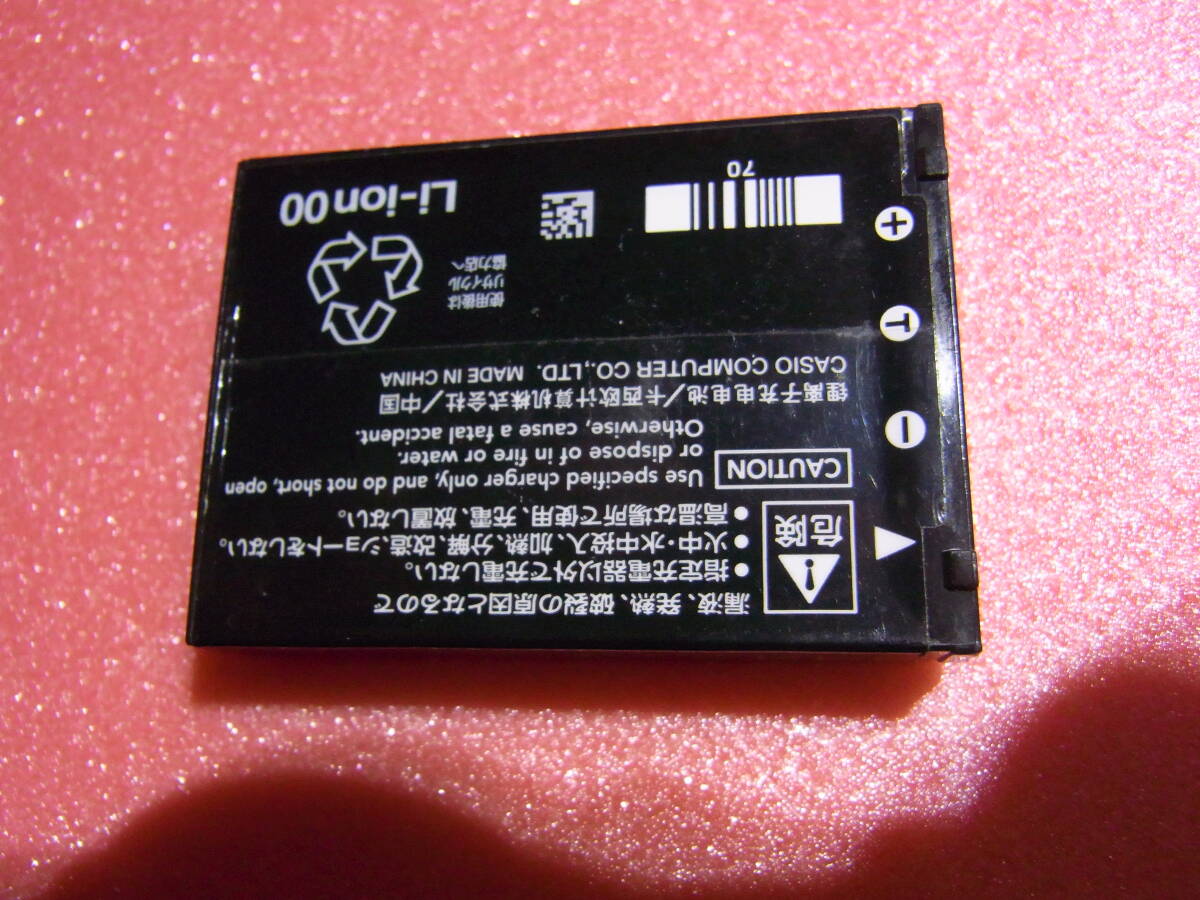 漏液、発熱、破裂の原因となるので
●指定充電器以外で充電しない。
●火中・水中投入、加熱、分解、改造、ショートをしない。
●高温な場所で使用、充電、放置しない。
危険
CAUTION
Use specified charger only, and do not short, open
or dispose of in fire or water.
Otherwise, cause a fatal accident.
锂离子充电电池/卡西欧计算机株式会社/中国
CASIO COMPUTER CO.,LTD. MADE IN CHINA
使用後は
リサイクル
協力店へ
Li-ion 00
70
−
T
+